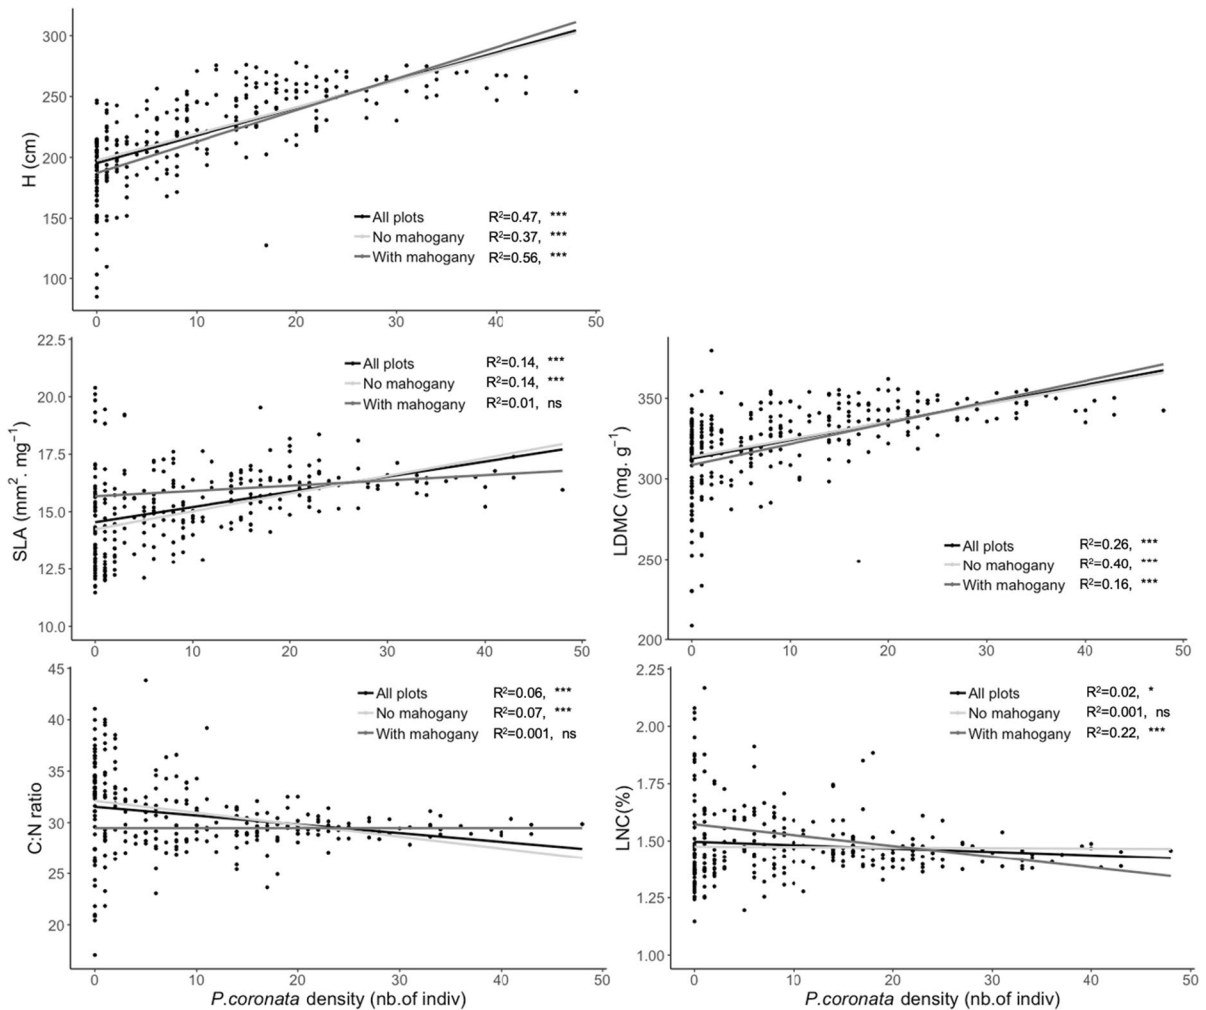 H (cm)
300
250
200
150
100
All plots R²=0.47, ***
No mahogany R²=0.37, ***
With mahogany R²=0.56, ***
0 10 20 30 40 50
SLA (mm². mg⁻¹)
22.5
20.0
17.5
15.0
12.5
10.0
All plots R²=0.14, ***
No mahogany R²=0.14, ***
With mahogany R²=0.01, ns
0 10 20 30 40 50
LDMC (mg. g⁻¹)
350
300
250
200
All plots R²=0.26, ***
No mahogany R²=0.40, ***
With mahogany R²=0.16, ***
0 10 20 30 40 50
C:N ratio
45
40
35
30
25
20
All plots R²=0.06, ***
No mahogany R²=0.07, ***
With mahogany R²=0.001, ns
0 10 20 30 40 50
P.coronata density (nb.of indiv)
LNC(%)
2.25
2.00
1.75
1.50
1.25
1.00
All plots R²=0.02, *
No mahogany R²=0.001, ns
With mahogany R²=0.22, ***
0 10 20 30 40 50
P.coronata density (nb.of indiv)